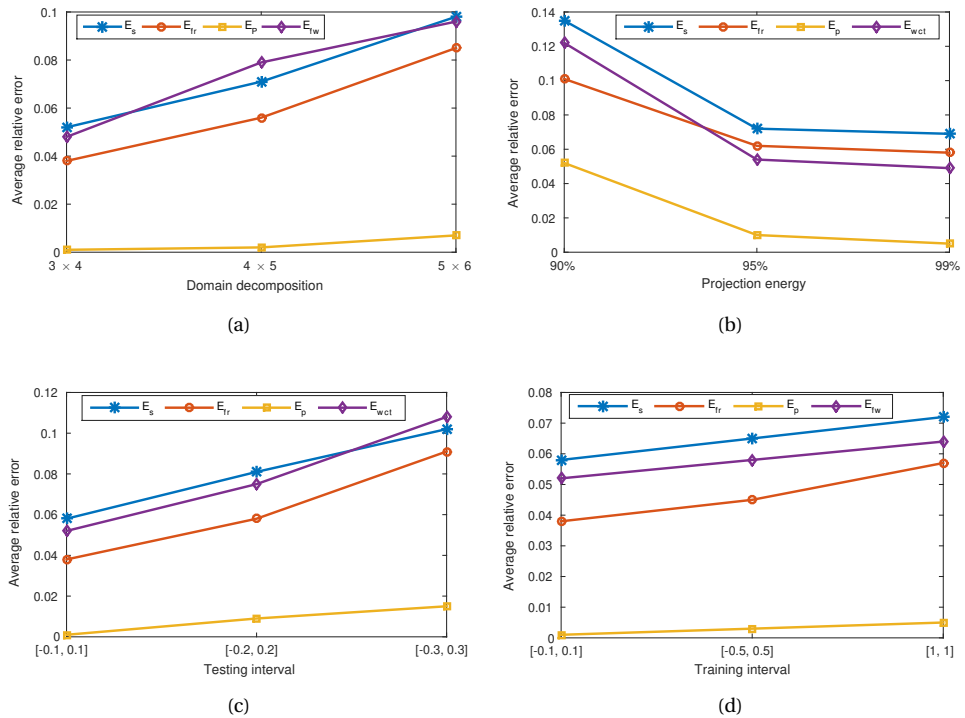 E_s E_fr E_P E_fw
Average relative error
0.1
0.08
0.06
0.04
0.02
0
3 × 4 4 × 5 5 × 6
Domain decomposition
(a)
E_s E_fr E_p E_wct
Average relative error
0.14
0.12
0.1
0.08
0.06
0.04
0.02
0
90% 95% 99%
Projection energy
(b)
E_s E_fr E_p E_wct
Average relative error
0.12
0.1
0.08
0.06
0.04
0.02
0
[-0.1, 0.1] [-0.2, 0.2] [-0.3, 0.3]
Testing interval
(c)
E_s E_fr E_p E_fw
Average relative error
0.08
0.07
0.06
0.05
0.04
0.03
0.02
0.01
0
[-0.1, 0.1] [-0.5, 0.5] [1, 1]
Training interval
(d)